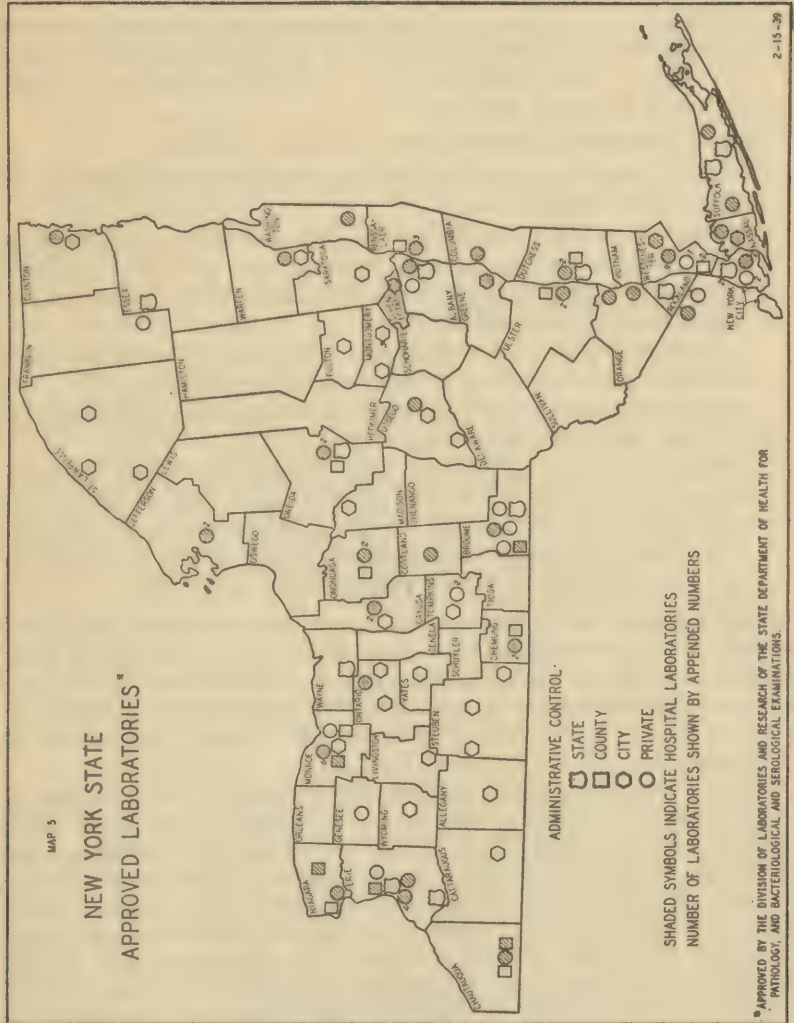 MAP 5
NEW YORK STATE
APPROVED LABORATORIES*
CLINTON
FRANKLIN
ST LAWRENCE
ESSEX
JEFFERSON
LEWIS
HAMILTON
WARREN
WASHINGTON
SARATOGA
OSWEGO
ONEIDA
HERKIMER
FULTON
MONTGOMERY
RENSSALAER
NIAGARA
ORLEANS
MONROE
WAYNE
ONONDAGA
MADISON
OTSEGO
SCHOHARIE
ALBANY
COLUMBIA
GREENE
ERIE
GENESEE
WYOMING
LIVINGSTON
ONTARIO
YATES
SENECA
CAYUGA
TOMPKINS
CORTLAND
CHENANGO
DELAWARE
CHAUTAUQUA
CATTARAUGUS
ALLEGANY
STEUBEN
SCHUYLER
CHEMUNG
TIOGA
BROOME
ULSTER
DUTCHESS
SULLIVAN
ORANGE
PUTNAM
WESTCHESTER
ROCKLAND
NEW YORK
CITY
NASSAU
SUFFOLK
ADMINISTRATIVE CONTROL·
STATE
COUNTY
CITY
PRIVATE
SHADED SYMBOLS INDICATE HOSPITAL LABORATORIES
NUMBER OF LABORATORIES SHOWN BY APPENDED NUMBERS
*APPROVED BY THE DIVISION OF LABORATORIES AND RESEARCH OF THE STATE DEPARTMENT OF HEALTH FOR
PATHOLOGY, AND BACTERIOLOGICAL AND SEROLOGICAL EXAMINATIONS.
2-15-39